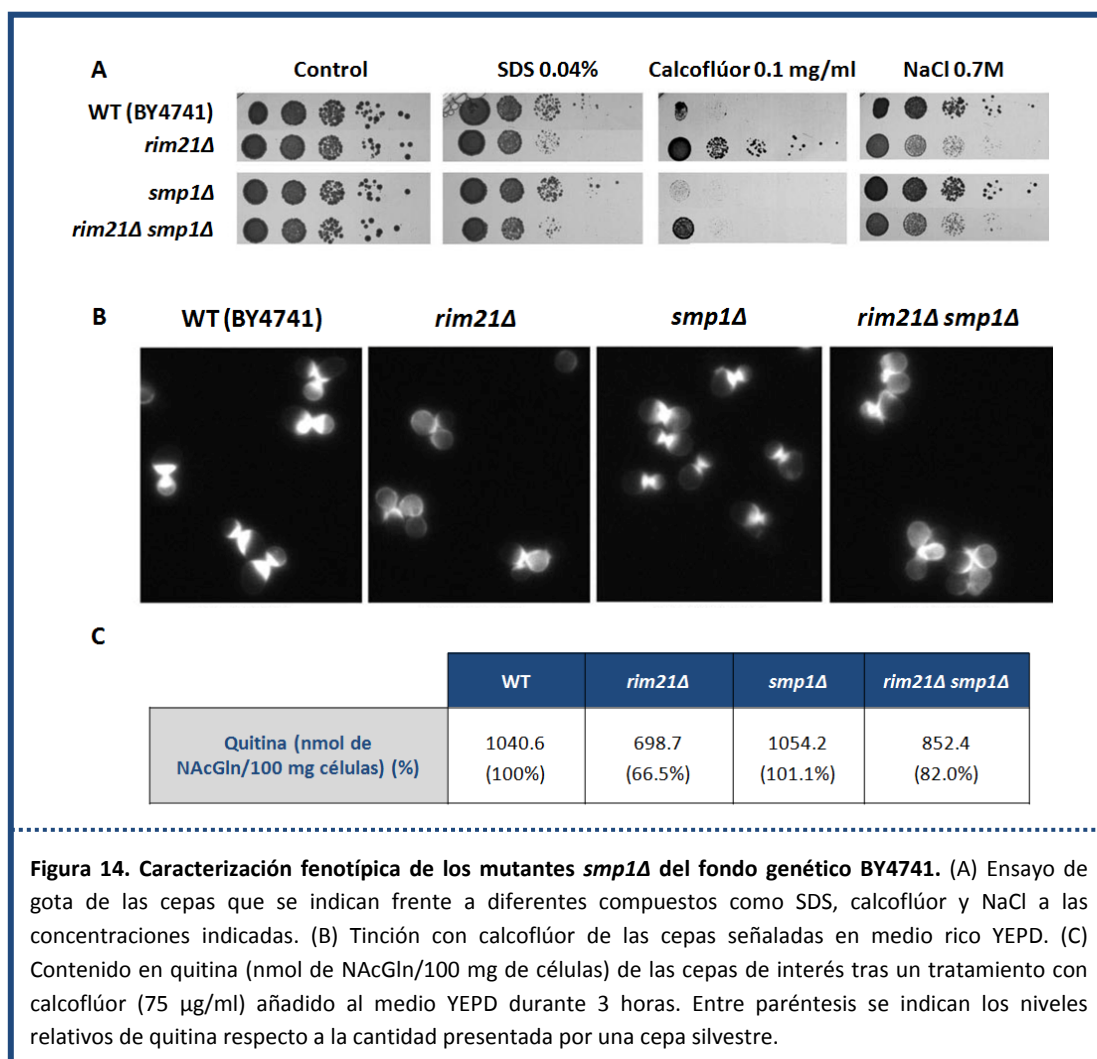 A
Control SDS 0.04% Calcoflúor 0.1 mg/ml NaCl 0.7M
WT (BY4741)
rim21Δ
smp1Δ
rim21Δ smp1Δ
B
WT (BY4741) rim21Δ smp1Δ rim21Δ smp1Δ
C
WT rim21Δ smp1Δ rim21Δ smp1Δ
Quitina (nmol de
NAcGln/100 mg células) (%)
1040.6 698.7 1054.2 852.4
(100%) (66.5%) (101.1%) (82.0%)
Figura 14. Caracterización fenotípica de los mutantes smp1Δ del fondo genético BY4741. (A) Ensayo de
gota de las cepas que se indican frente a diferentes compuestos como SDS, calcoflúor y NaCl a las
concentraciones indicadas. (B) Tinción con calcoflúor de las cepas señaladas en medio rico YEPD. (C)
Contenido en quitina (nmol de NAcGln/100 mg de células) de las cepas de interés tras un tratamiento con
calcoflúor (75 µg/ml) añadido al medio YEPD durante 3 horas. Entre paréntesis se indican los niveles
relativos de quitina respecto a la cantidad presentada por una cepa silvestre.